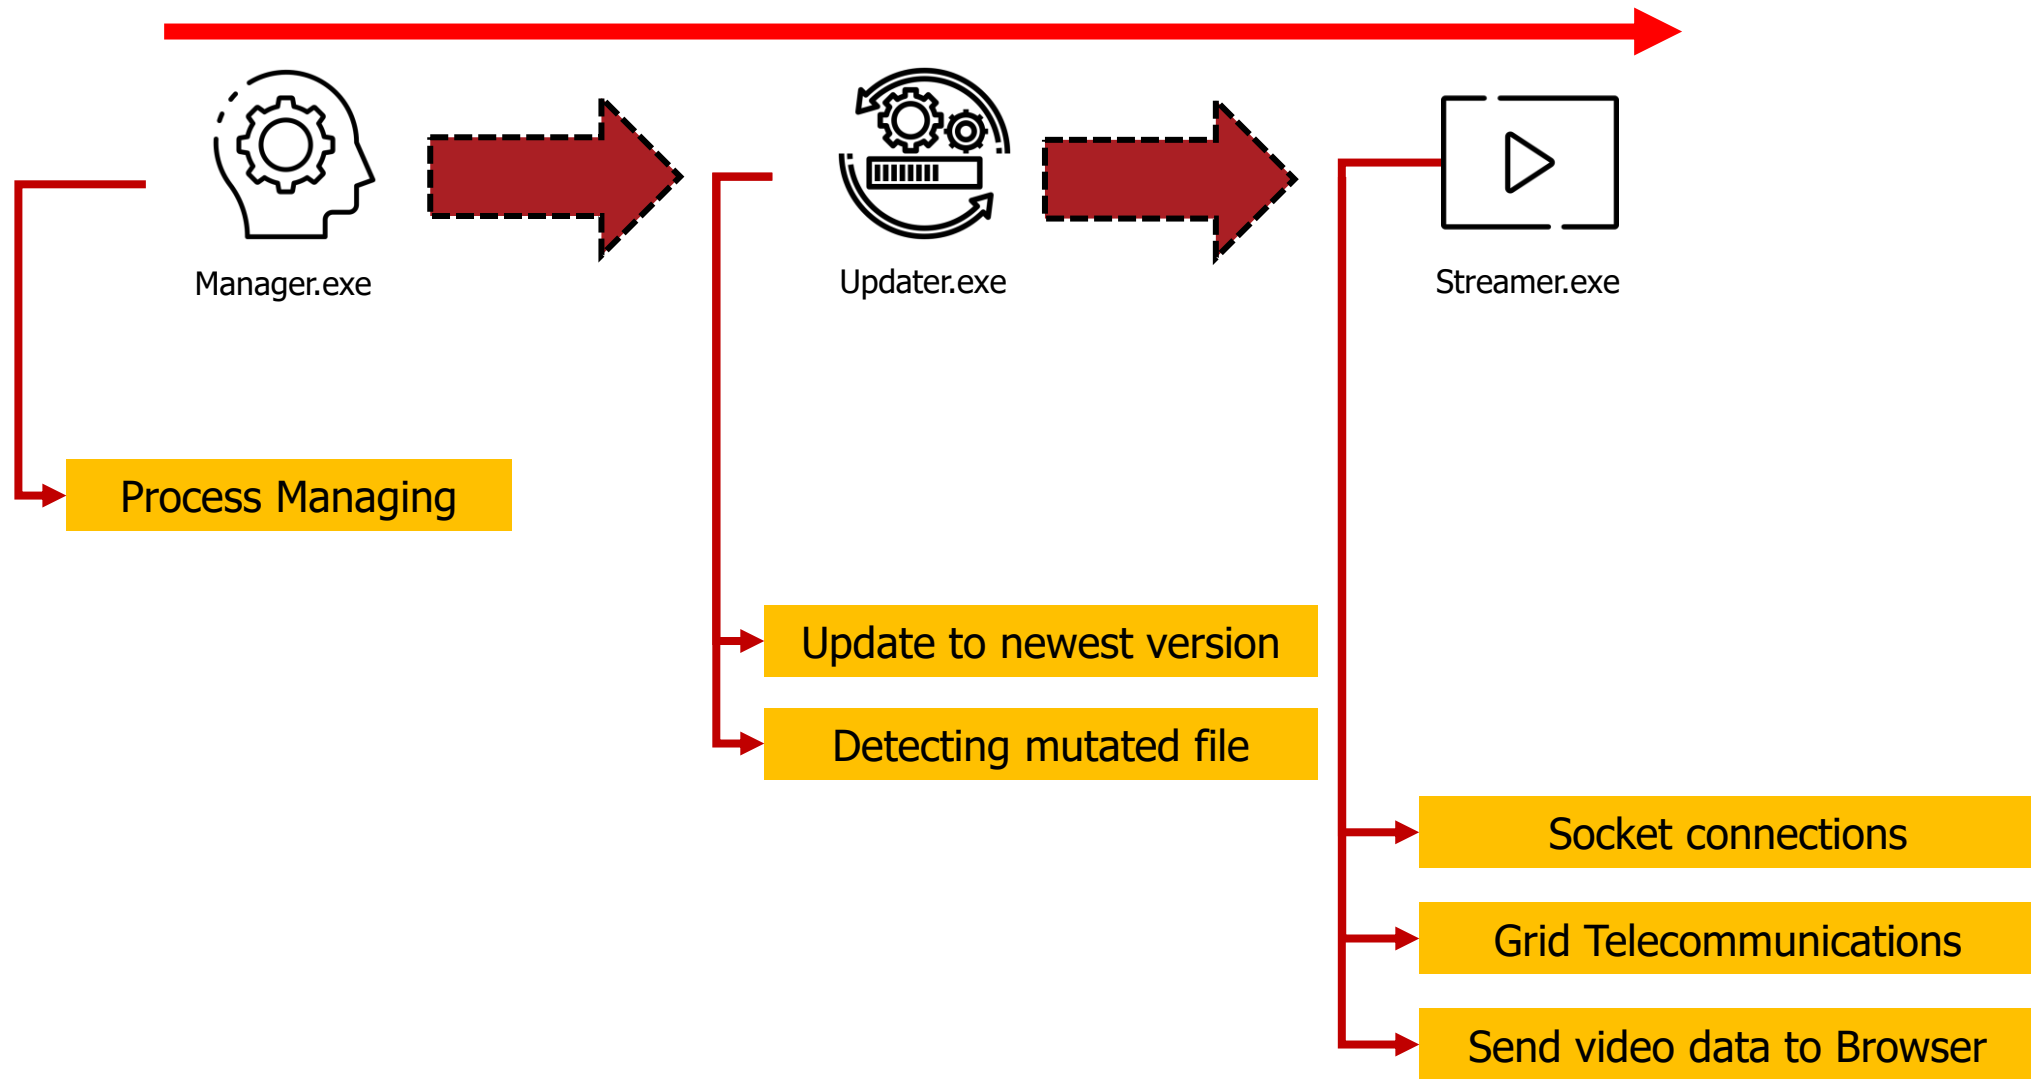 Manager.exe
Updater.exe
Streamer.exe
Process Managing
Update to newest version
Detecting mutated file
Socket connections
Grid Telecommunications
Send video data to Browser